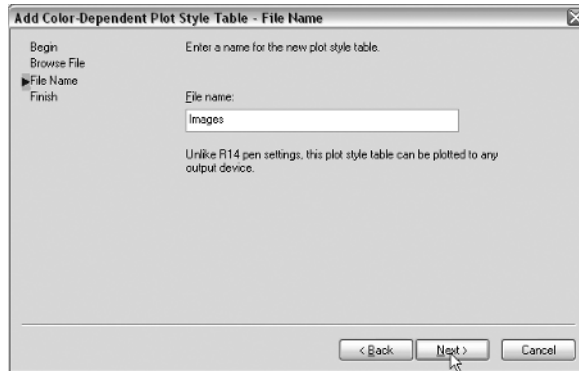 Add Color-Dependent Plot Style Table - File Name
Begin
Browse File
File Name
Finish
Enter a name for the new plot style table.
File name:
Images
Unlike R14 pen settings, this plot style table can be plotted to any
output device.
< Back
Next >
Cancel